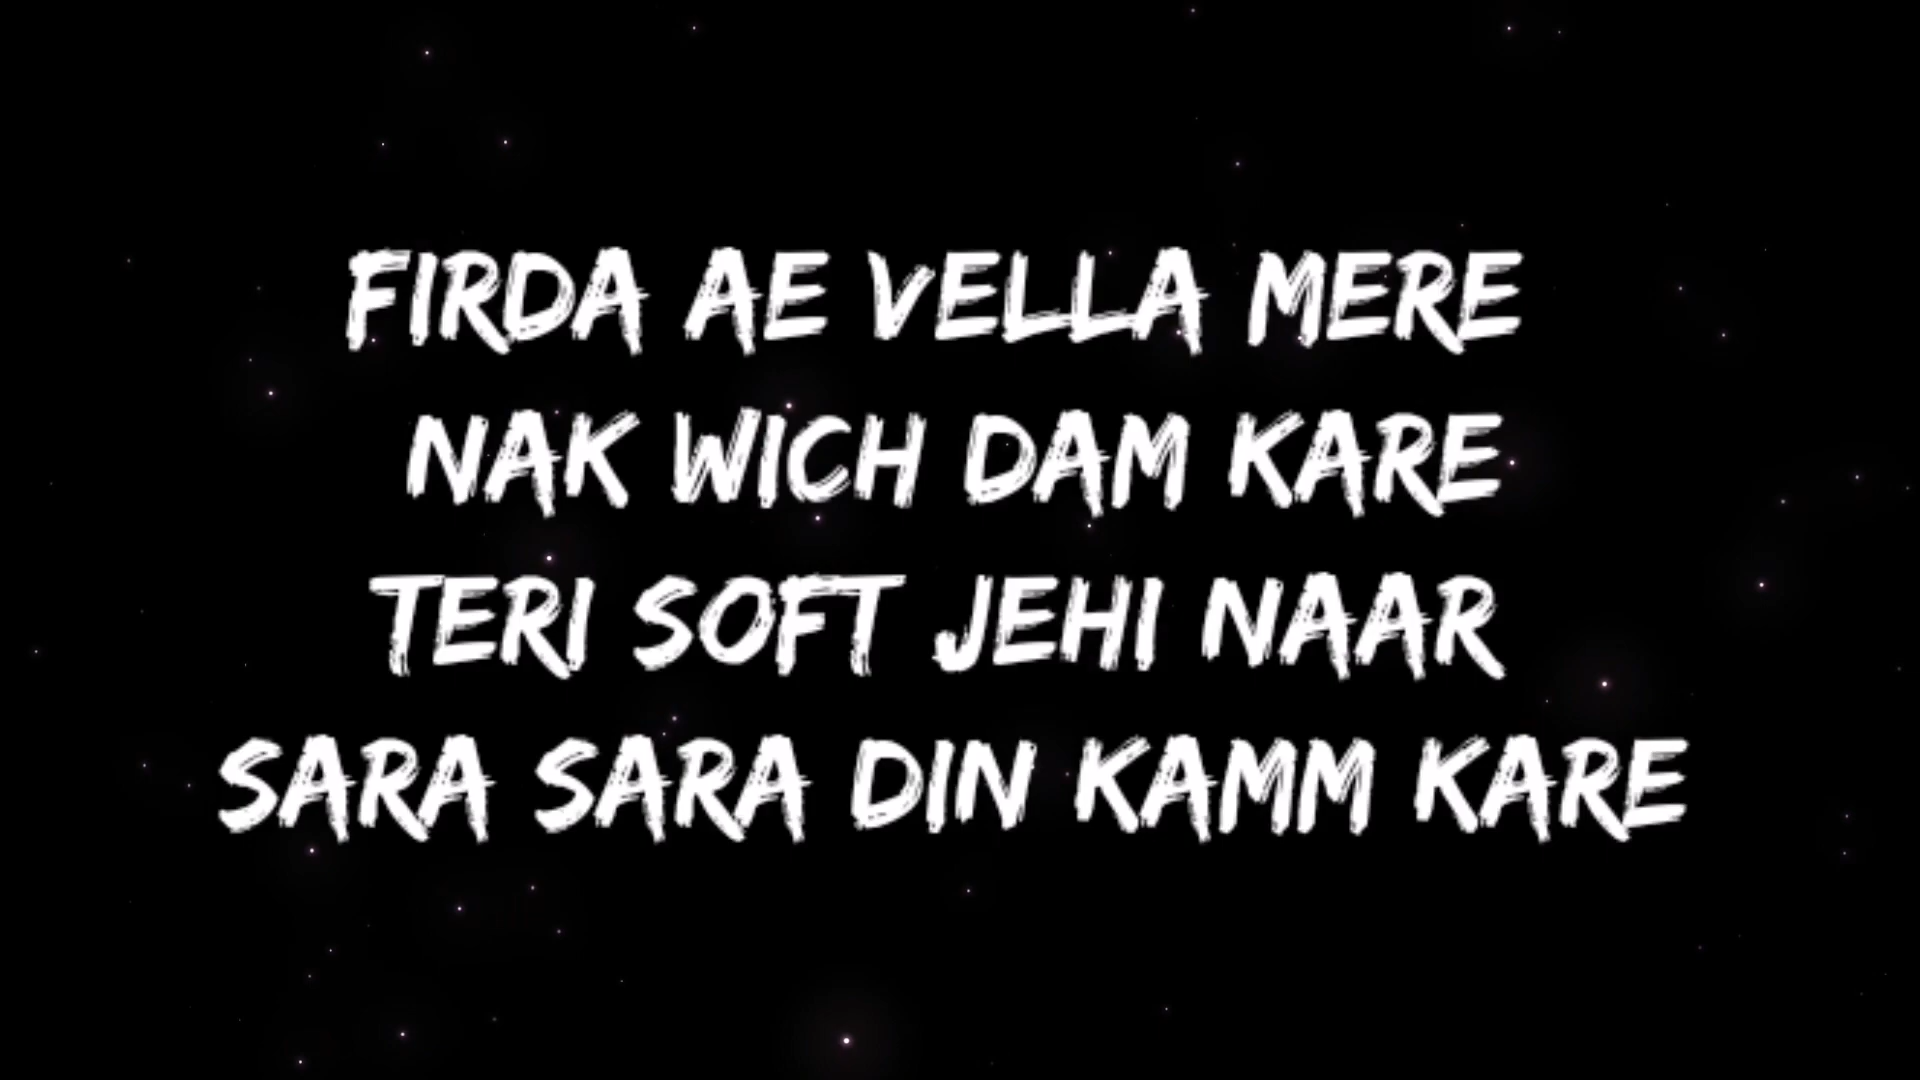 FIRDA AE VELLA MERE
NAK WICH DAM KARE
TERI SOFT JEHI NAAR
SARA SARA DIN KAMM KARE